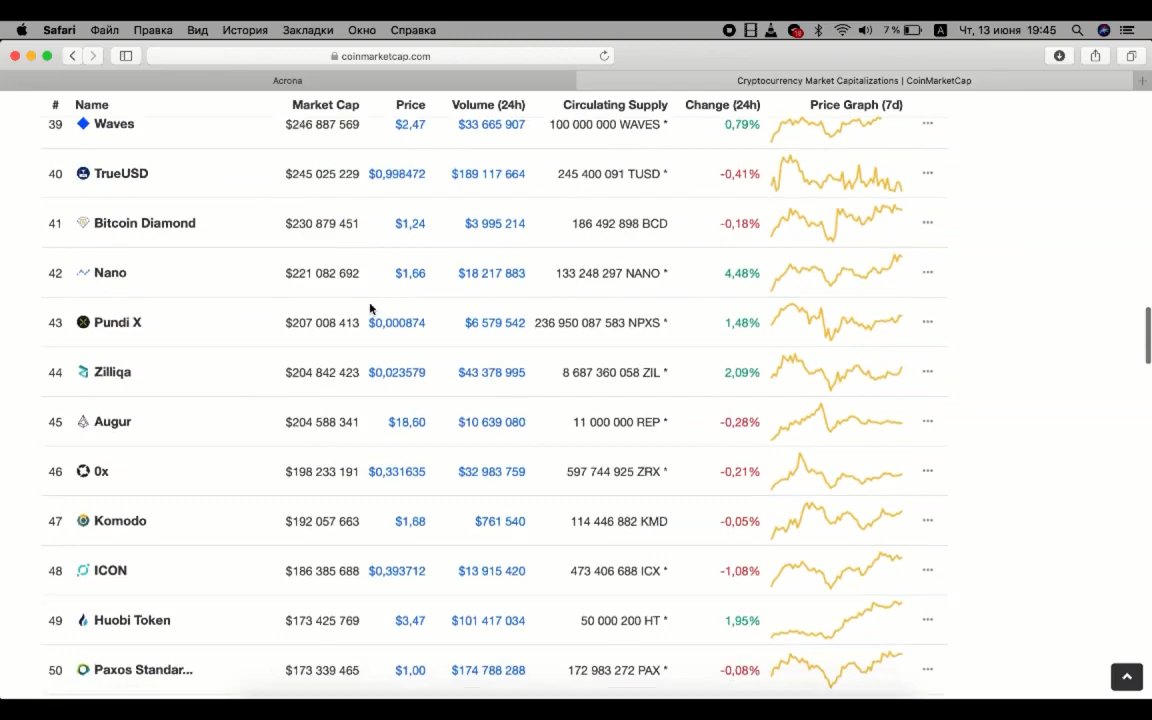 Safari Файл Правка Вид История Закладки Окно Справка 7 % A Чт, 13 июня 19:45
coinmarketcap.com
Acrona Cryptocurrency Market Capitalizations | CoinMarketCap
# Name Market Cap Price Volume (24h) Circulating Supply Change (24h) Price Graph (7d)
39 Waves $246 887 569 $2,47 $33 665 907 100 000 000 WAVES * 0,79%
40 TrueUSD $245 025 229 $0,998472 $189 117 664 245 400 091 TUSD * -0,41%
41 Bitcoin Diamond $230 879 451 $1,24 $3 995 214 186 492 898 BCD -0,18%
42 Nano $221 082 692 $1,66 $18 217 883 133 248 297 NANO * 4,48%
43 Pundi X $207 008 413 $0,000874 $6 579 542 236 950 087 583 NPXS * 1,48%
44 Zilliqa $204 842 423 $0,023579 $43 378 995 8 687 360 058 ZIL * 2,09%
45 Augur $204 588 341 $18,60 $10 639 080 11 000 000 REP * -0,28%
46 0x $198 233 191 $0,331635 $32 983 759 597 744 925 ZRX * -0,21%
47 Komodo $192 057 663 $1,68 $761 540 114 446 882 KMD -0,05%
48 ICON $186 385 688 $0,393712 $13 915 420 473 406 688 ICX * -1,08%
49 Huobi Token $173 425 769 $3,47 $101 417 034 50 000 200 HT * 1,95%
50 Paxos Standar... $173 339 465 $1,00 $174 788 288 172 983 272 PAX * -0,08%